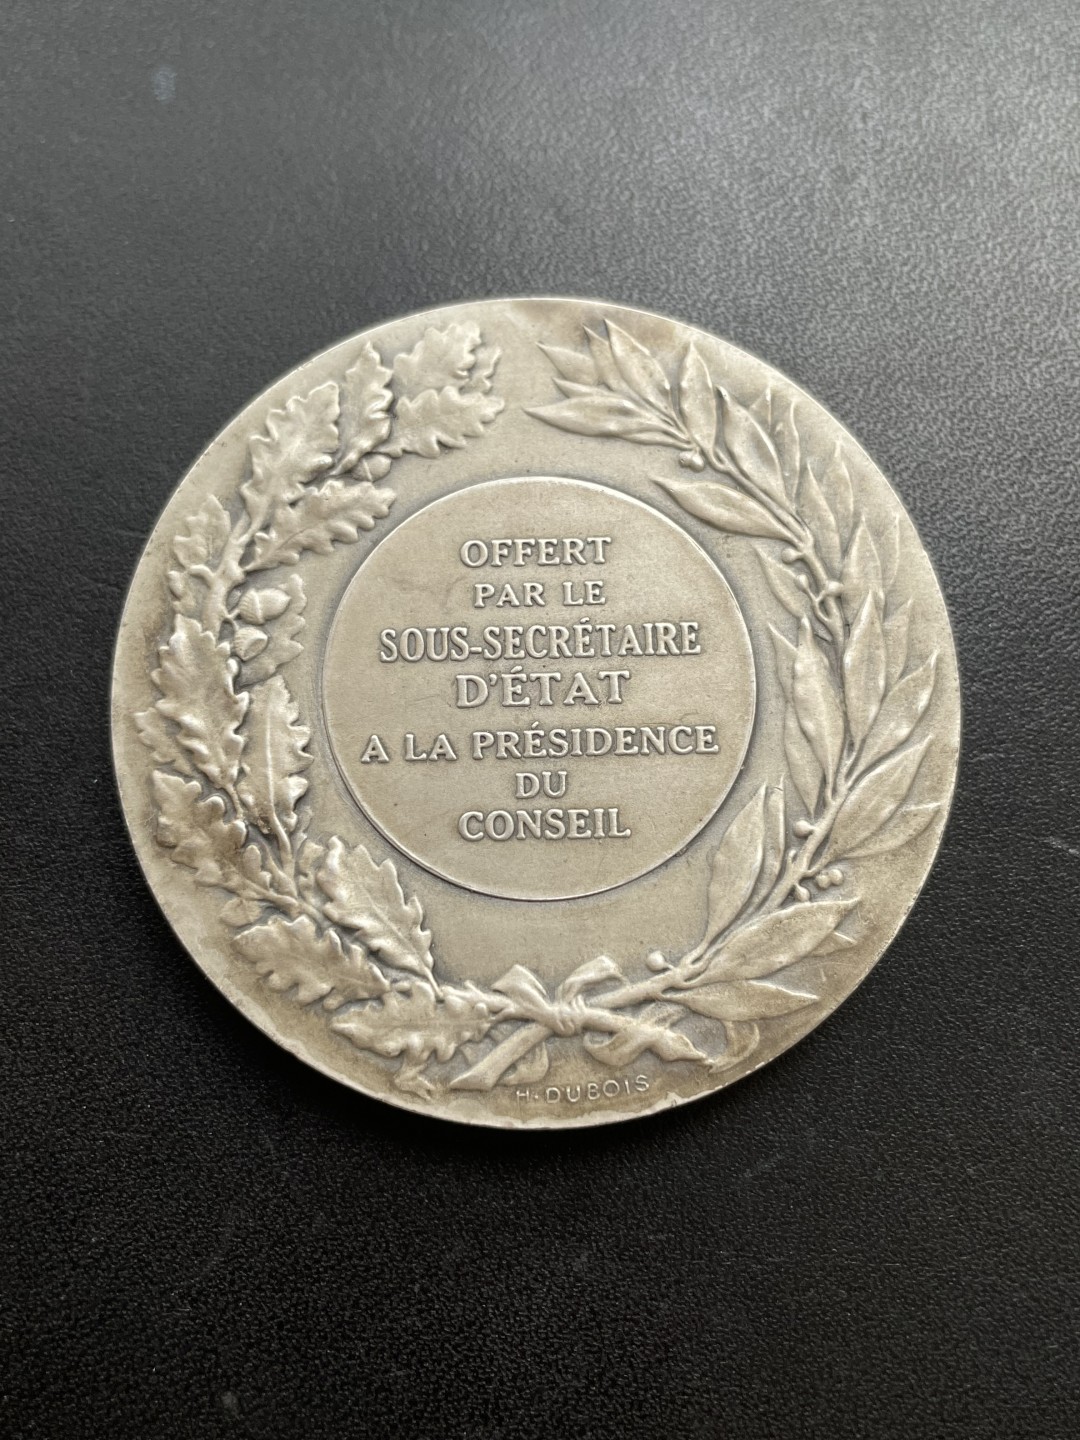 OFFERT
PAR LE
SOUS-SECRÉTAIRE
D'ÉTAT
A LA PRÉSIDENCE
DU
CONSEIL
H. DUBOIS